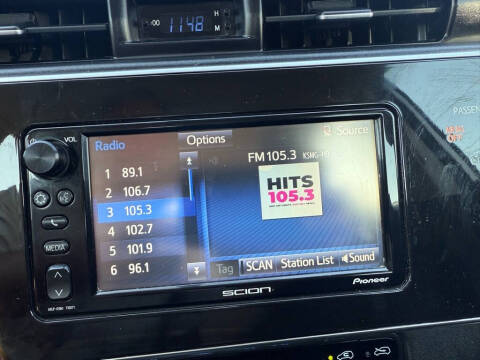 11:48 H
M
PASSEN
VOL
Radio
Options
Source
FM 105.3
1 89.1
2 106.7
3 105.3
4 102.7
5 101.9
6 96.1
HITS
105.3
MEDIA
Tag SCAN Station List Sound
SCION
Pioneer